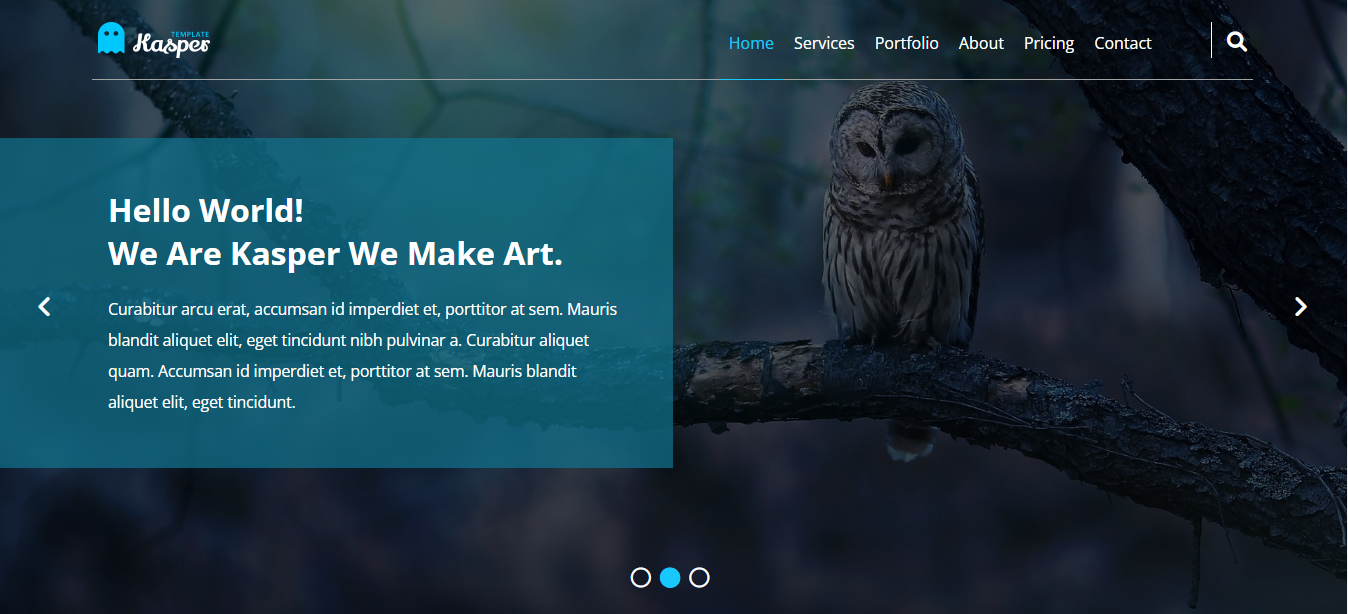 TEMPLATE
Kasper
Home Services Portfolio About Pricing Contact
Hello World!
We Are Kasper We Make Art.
Curabitur arcu erat, accumsan id imperdiet et, porttitor at sem. Mauris
blandit aliquet elit, eget tincidunt nibh pulvinar a. Curabitur aliquet
quam. Accumsan id imperdiet et, porttitor at sem. Mauris blandit
aliquet elit, eget tincidunt.